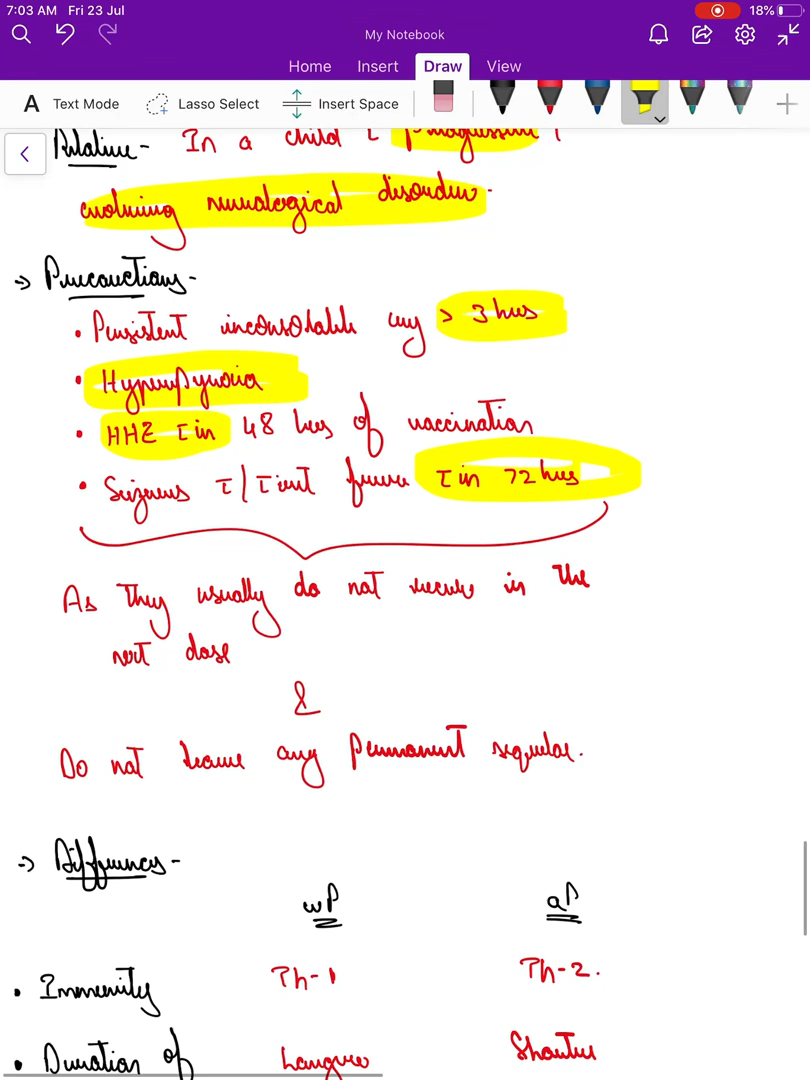 7:03 AM Fri 23 Jul 18%
My Notebook
Home Insert Draw View
A Text Mode Lasso Select Insert Space
Relative- In a child c progressive /
evolving neurological disorder.
⇒ Precauctions-
• Persistent inconsolable cry > 3 hrs
• Hyperpyrexia
• HHE c in 48 hrs of vaccination
• Seizures c/c out fever c in 72 hrs
As They usually do not recur in the
next dose
&
Do not leave any Permanent sequelae.
⇒ Differences-
wP aP
• Immunity Th-1 Th-2.
• Duration of Longer Shorter